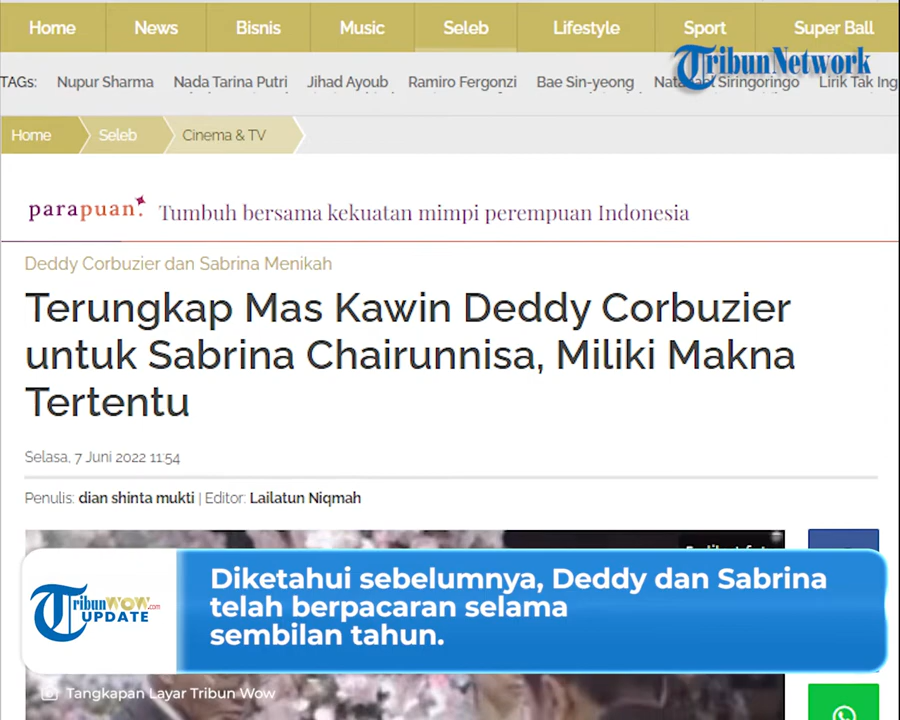 Home News Bisnis Music Seleb Lifestyle Sport Super Ball
TribunNetwork
TAGs: Nupur Sharma Nada Tarina Putri Jihad Ayoub Ramiro Fergonzi Bae Sin-yeong Siringoringo Lirik Tak
Home Seleb Cinema & TV
parapuan. Tumbuh bersama kekuatan mimpi perempuan Indonesia
Deddy Corbuzier dan Sabrina Menikah
Terungkap Mas Kawin Deddy Corbuzier
untuk Sabrina Chairunnisa, Miliki Makna
Tertentu
Selasa, 7 Juni 2022 11:54
Penulis: dian shinta mukti | Editor: Lailatun Niqmah
TribunWOW.com
UPDATE
Diketahui sebelumnya, Deddy dan Sabrina
telah berpacaran selama
sembilan tahun.
Tangkapan Layar Tribun Wow